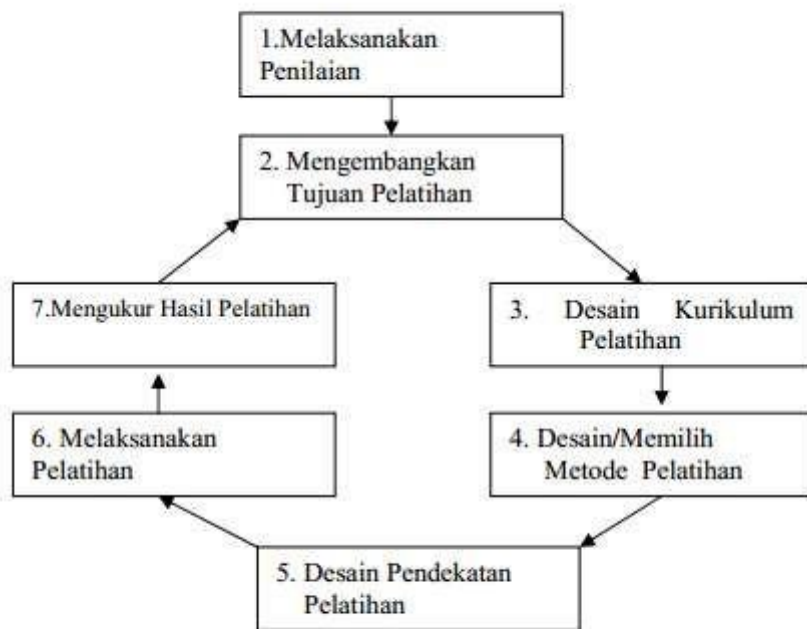 1.Melaksanakan
Penilaian
2. Mengembangkan
Tujuan Pelatihan
3. Desain Kurikulum
Pelatihan
4. Desain/Memilih
Metode Pelatihan
5. Desain Pendekatan
Pelatihan
6. Melaksanakan
Pelatihan
7.Mengukur Hasil Pelatihan